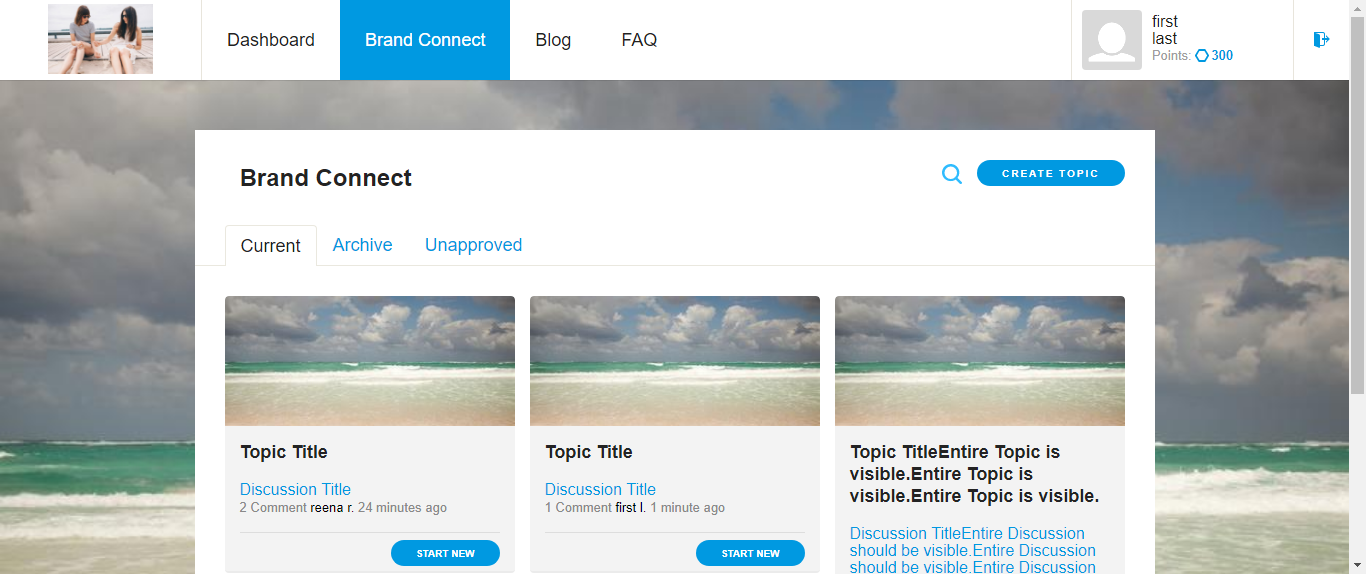 Dashboard
Brand Connect
Blog
FAQ
first
last
Points: 300
Brand Connect
CREATE TOPIC
Current
Archive
Unapproved
Topic Title
Discussion Title
2 Comment reena r. 24 minutes ago
START NEW
Topic Title
Discussion Title
1 Comment first l. 1 minute ago
START NEW
Topic TitleEntire Topic is
visible.Entire Topic is
visible.Entire Topic is visible.
Discussion TitleEntire Discussion
should be visible.Entire Discussion
should be visible.Entire Discussion